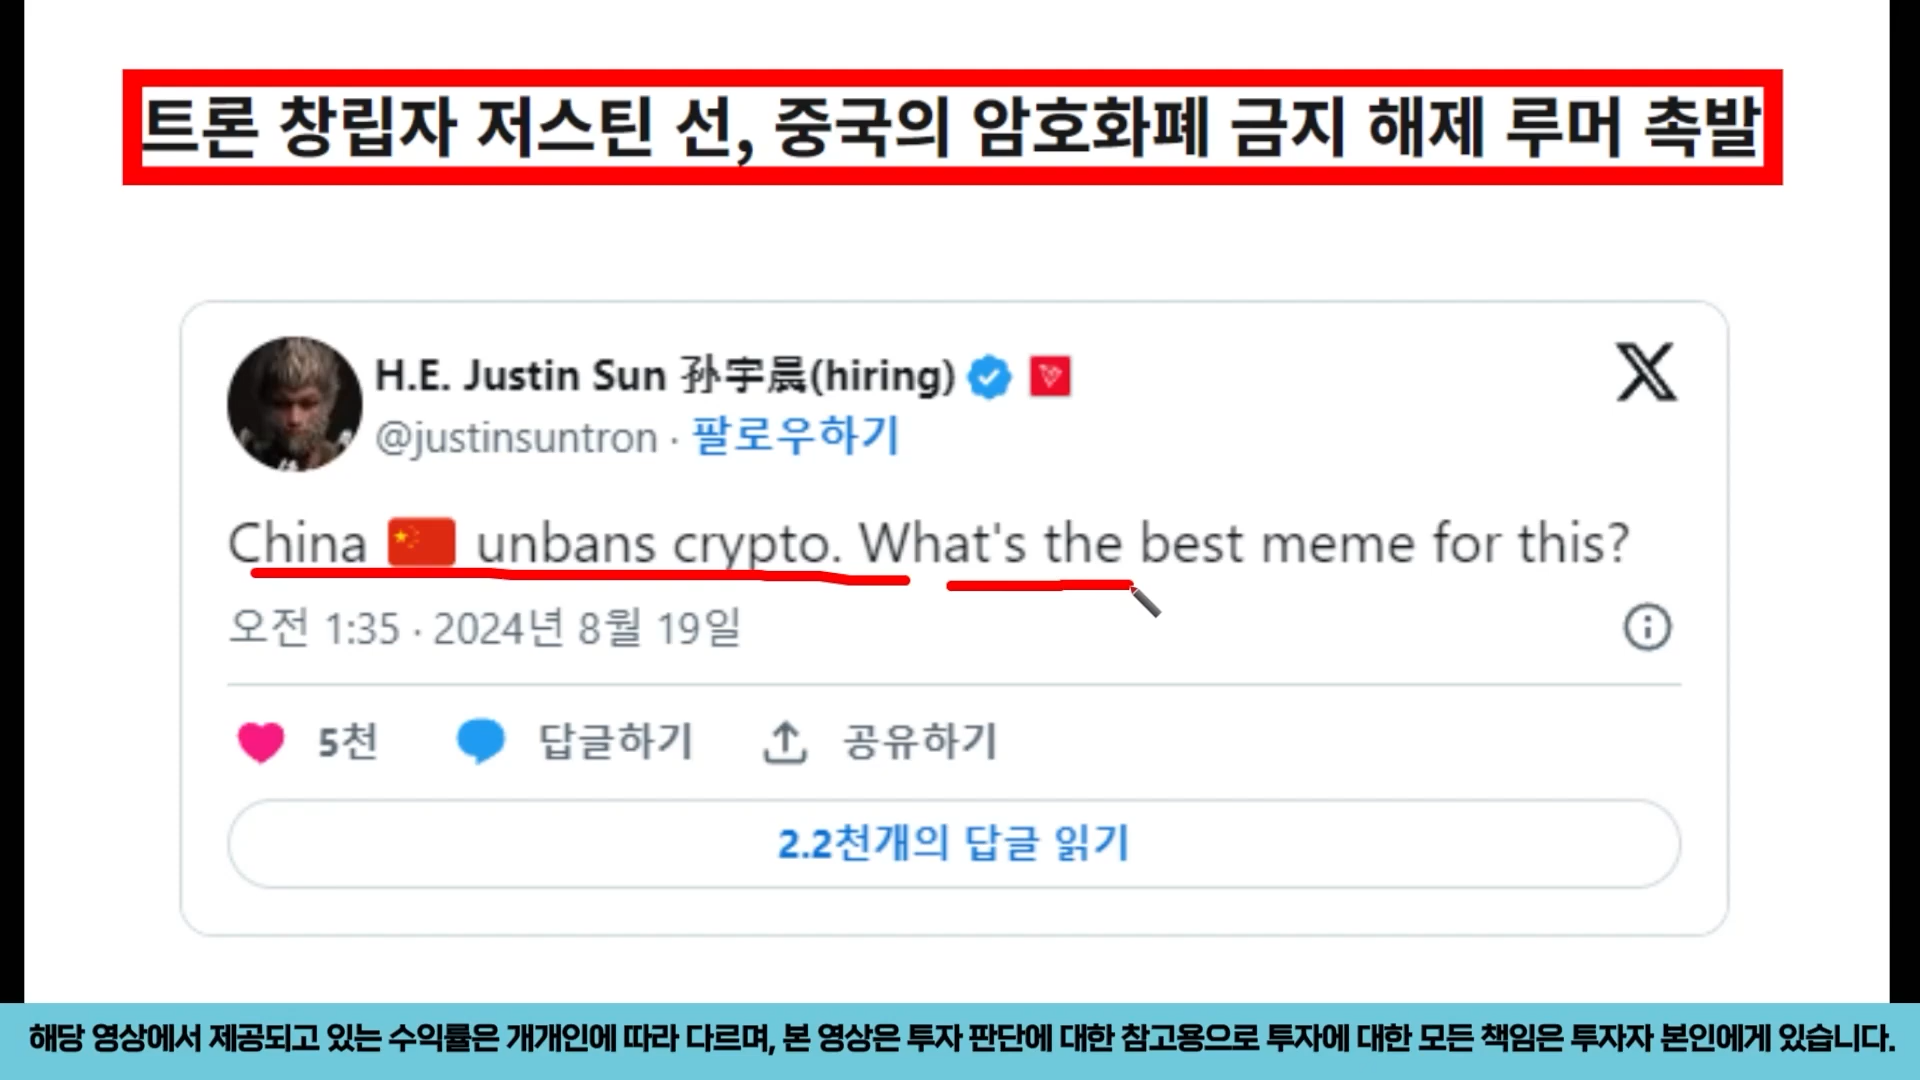 트론 창립자 저스틴 선, 중국의 암호화폐 금지 해제 루머 촉발
H.E. Justin Sun 孙宇晨(hiring)
@justinsuntron · 팔로우하기
China 🇨🇳 unbans crypto. What's the best meme for this?
오전 1:35 · 2024년 8월 19일
5천 답글하기 공유하기
2.2천개의 답글 읽기
해당 영상에서 제공되고 있는 수익률은 개개인에 따라 다르며, 본 영상은 투자 판단에 대한 참고용으로 투자에 대한 모든 책임은 투자자 본인에게 있습니다.